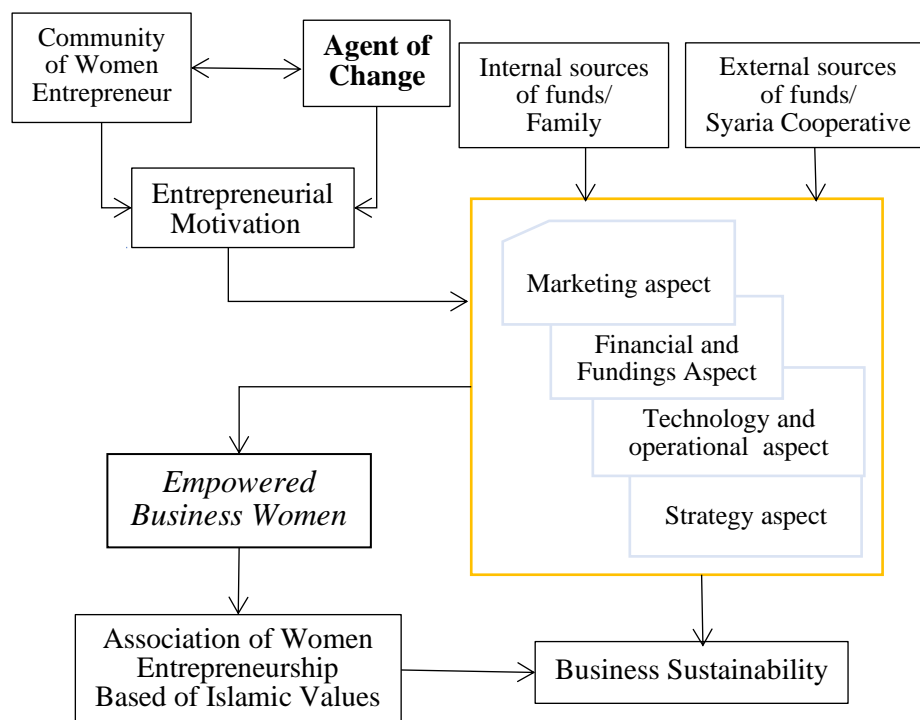 Community
of Women
Entrepreneur
Agent of
Change
Internal sources
of funds/
Family
External sources
of funds/
Syaria Cooperative
Entrepreneurial
Motivation
Marketing aspect
Financial and
Fundings Aspect
Technology and
operational aspect
Strategy aspect
Empowered
Business Women
Association of Women
Entrepreneurship
Based of Islamic Values
Business Sustainability